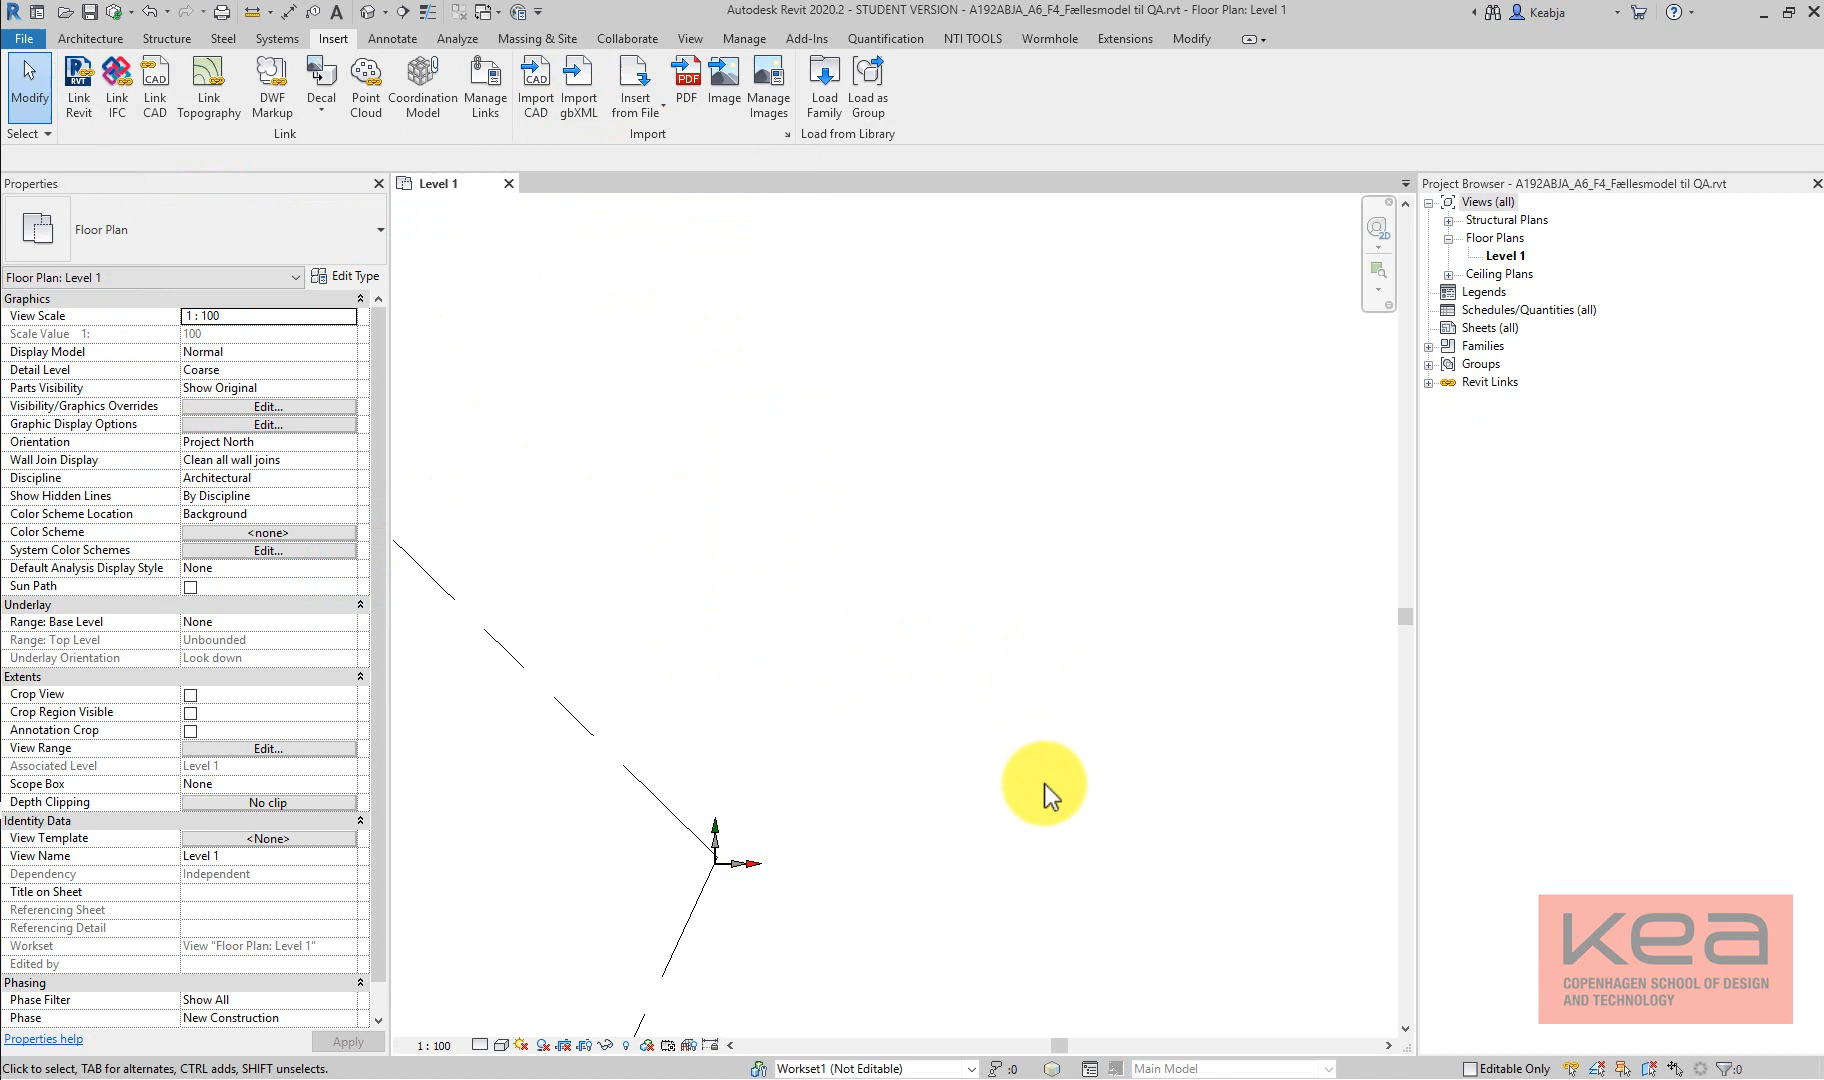 Autodesk Revit 2020.2 - STUDENT VERSION - A192ABJA_A6_F4_Fællesmodel til QA.rvt - Floor Plan: Level 1
Keabja
File Architecture Structure Steel Systems Insert Annotate Analyze Massing & Site Collaborate View Manage Add-Ins Quantification NTI TOOLS Wormhole Extensions Modify
Modify
Link Revit
Link IFC
Link CAD
Link Topography
DWF Markup
Decal
Point Cloud
Coordination Model
Manage Links
Import CAD
Import gbXML
Insert from File
PDF
Image
Manage Images
Load Family
Load as Group
Select
Link
Import
Load from Library
Properties
Floor Plan
Floor Plan: Level 1
Edit Type
Graphics
View Scale 1 : 100
Scale Value 1: 100
Display Model Normal
Detail Level Coarse
Parts Visibility Show Original
Visibility/Graphics Overrides Edit...
Graphic Display Options Edit...
Orientation Project North
Wall Join Display Clean all wall joins
Discipline Architectural
Show Hidden Lines By Discipline
Color Scheme Location Background
Color Scheme <none>
System Color Schemes Edit...
Default Analysis Display Style None
Sun Path
Underlay
Range: Base Level None
Range: Top Level Unbounded
Underlay Orientation Look down
Extents
Crop View
Crop Region Visible
Annotation Crop
View Range Edit...
Associated Level Level 1
Scope Box None
Depth Clipping No clip
Identity Data
View Template <None>
View Name Level 1
Dependency Independent
Title on Sheet
Referencing Sheet
Referencing Detail
Workset View "Floor Plan: Level 1"
Edited by
Phasing
Phase Filter Show All
Phase New Construction
Properties help
Apply
Level 1
2D
1 : 100
Project Browser - A192ABJA_A6_F4_Fællesmodel til QA.rvt
Views (all)
Structural Plans
Floor Plans
Level 1
Ceiling Plans
Legends
Schedules/Quantities (all)
Sheets (all)
Families
Groups
Revit Links
kea
COPENHAGEN SCHOOL OF DESIGN
AND TECHNOLOGY
Click to select, TAB for alternates, CTRL adds, SHIFT unselects.
Workset1 (Not Editable)
:0
Main Model
Editable Only
:0